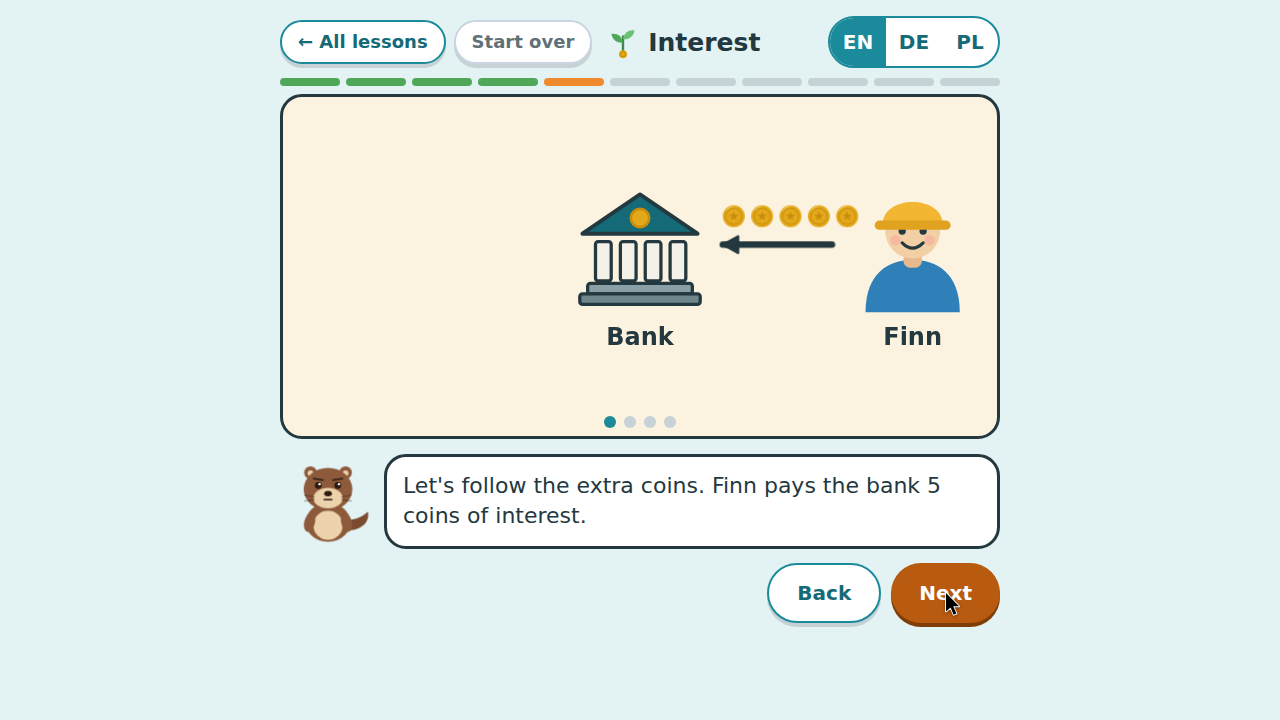 ← All lessons
Start over
Interest
EN
DE
PL
Bank
Finn
Let's follow the extra coins. Finn pays the bank 5
coins of interest.
Back
Next